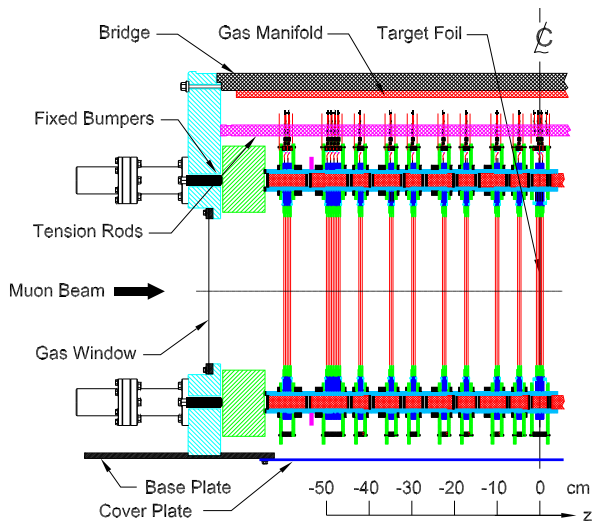 Bridge
Gas Manifold
Target Foil
℄
Fixed Bumpers
Tension Rods
Muon Beam
Gas Window
Base Plate
Cover Plate
-50 -40 -30 -20 -10 0 cm
z